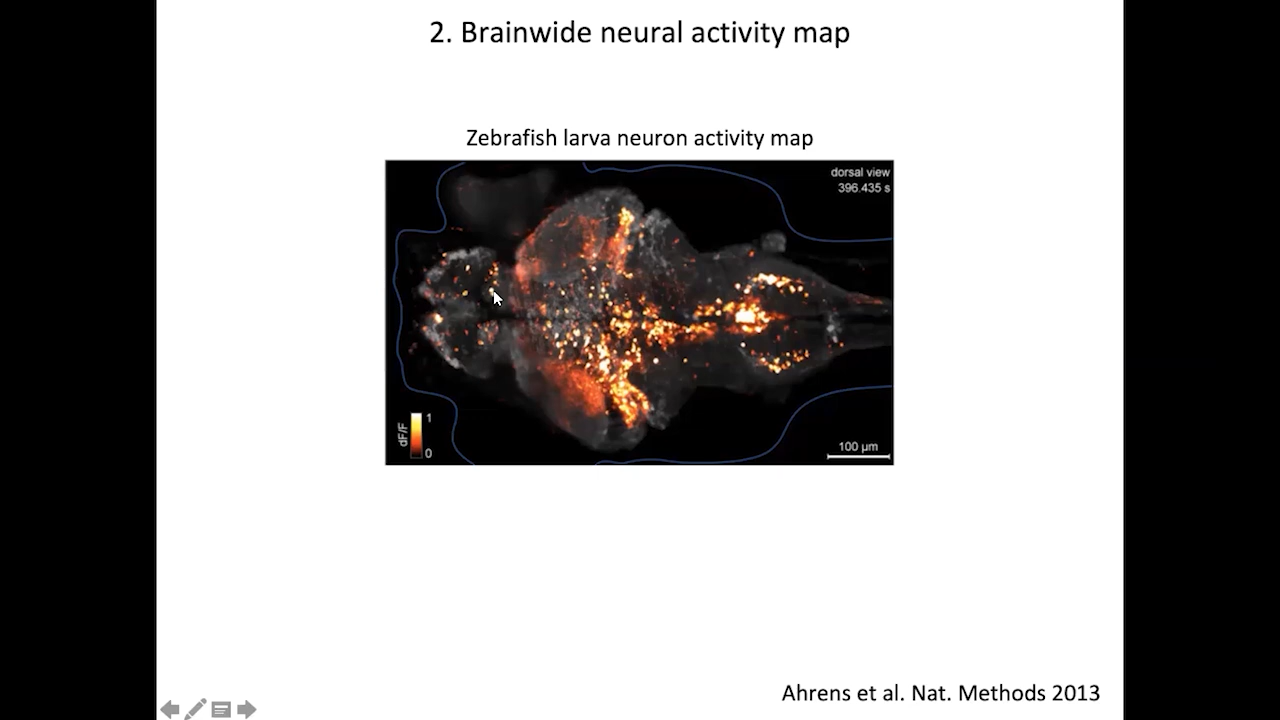 2. Brainwide neural activity map
Zebrafish larva neuron activity map
dorsal view
396.435 s
dF/F
1
0
100 µm
Ahrens et al. Nat. Methods 2013